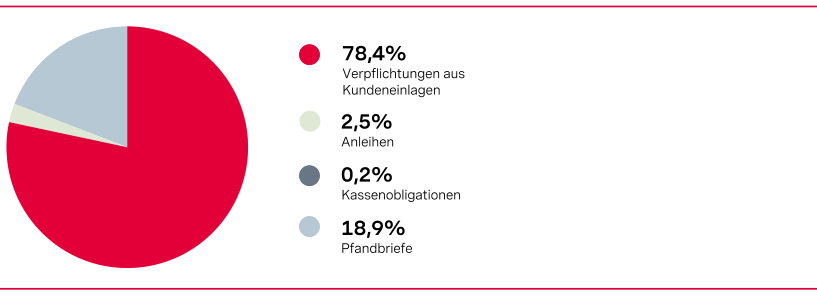 78,4%
Verpflichtungen aus
Kundeneinlagen
2,5%
Anleihen
0,2%
Kassenobligationen
18,9%
Pfandbriefe